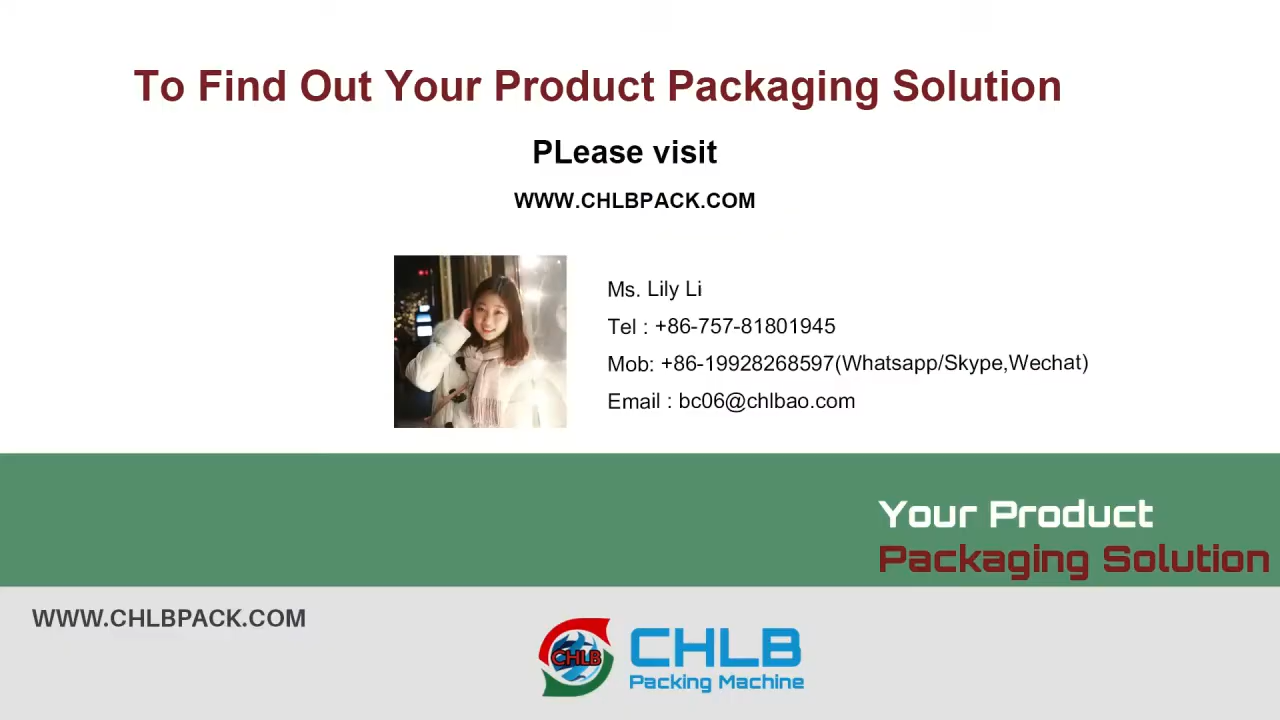 To Find Out Your Product Packaging Solution
PLease visit
WWW.CHLBPACK.COM
Ms. Lily Li
Tel : +86-757-81801945
Mob: +86-19928268597(Whatsapp/Skype,Wechat)
Email : bc06@chlbao.com
Your Product
Packaging Solution
WWW.CHLBPACK.COM
CHLB
CHLB
Packing Machine